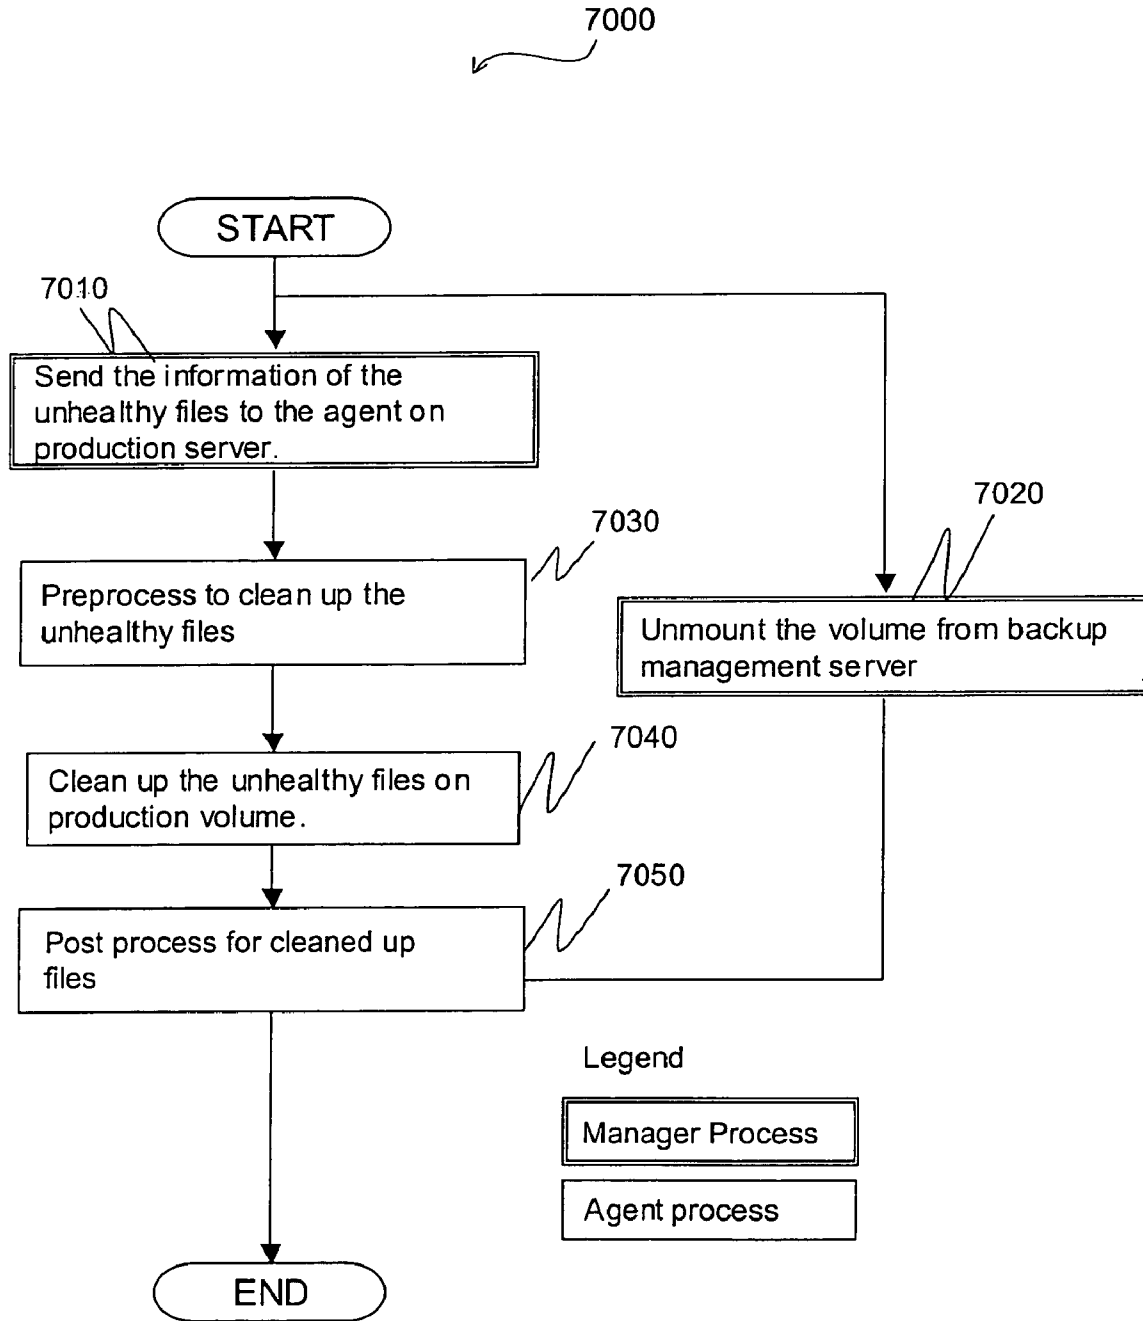 7000
START
7010
Send the information of the
unhealthy files to the agent on
production server.
7030
Preprocess to clean up the
unhealthy files
7020
Unmount the volume from backup
management server
7040
Clean up the unhealthy files on
production volume.
7050
Post process for cleaned up
files
Legend
Manager Process
Agent process
END